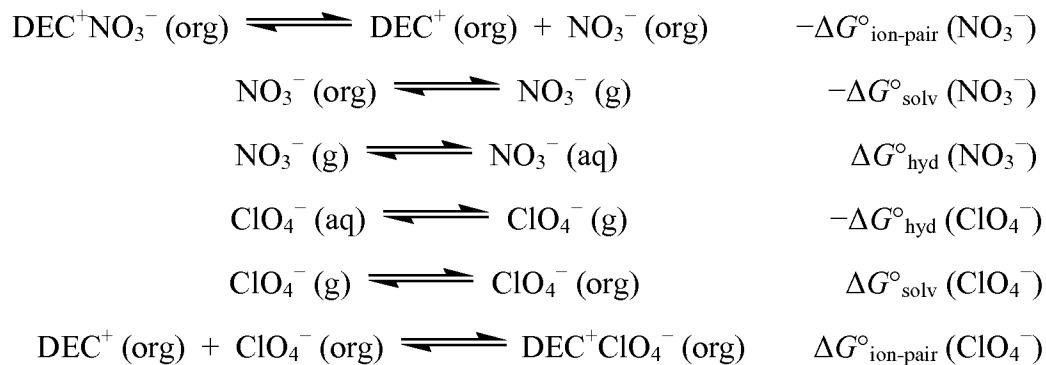 DEC⁺NO₃⁻ (org) ⇌ DEC⁺ (org) + NO₃⁻ (org) −ΔG°ion-pair (NO₃⁻)
NO₃⁻ (org) ⇌ NO₃⁻ (g) −ΔG°solv (NO₃⁻)
NO₃⁻ (g) ⇌ NO₃⁻ (aq) ΔG°hyd (NO₃⁻)
ClO₄⁻ (aq) ⇌ ClO₄⁻ (g) −ΔG°hyd (ClO₄⁻)
ClO₄⁻ (g) ⇌ ClO₄⁻ (org) ΔG°solv (ClO₄⁻)
DEC⁺ (org) + ClO₄⁻ (org) ⇌ DEC⁺ClO₄⁻ (org) ΔG°ion-pair (ClO₄⁻)